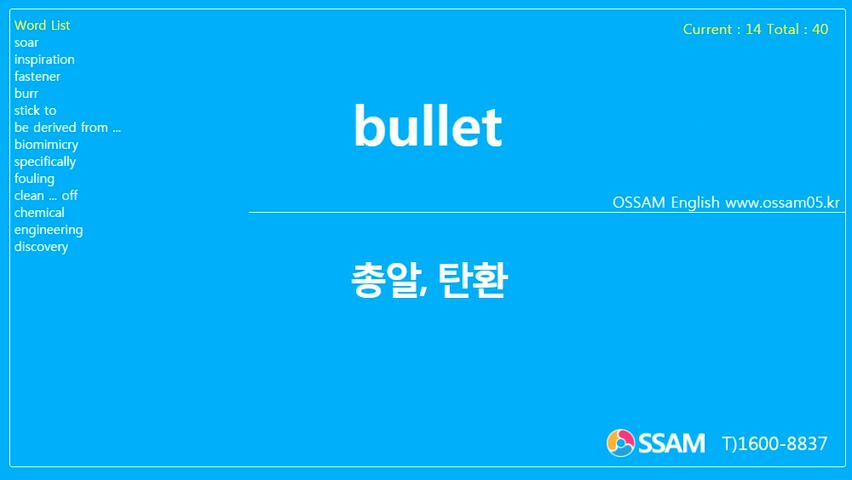 Word List
soar
inspiration
fastener
burr
stick to
be derived from ...
biomimicry
specifically
fouling
clean ... off
chemical
engineering
discovery
Current : 14 Total : 40
bullet
OSSAM English www.ossam05.kr
총알, 탄환
OSSAM T)1600-8837